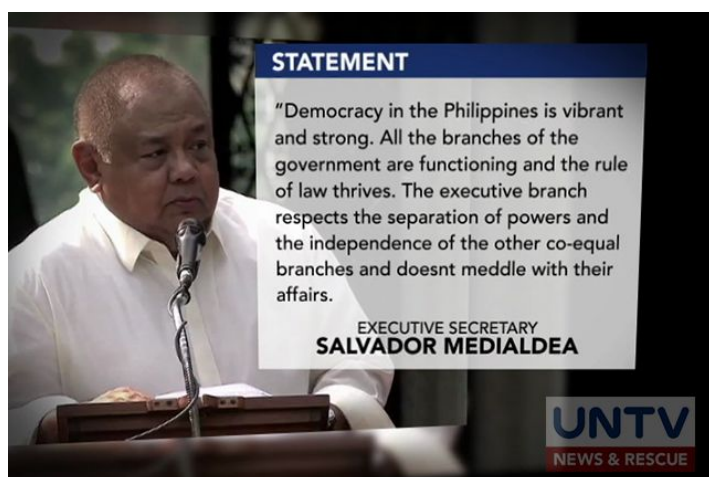 STATEMENT
“Democracy in the Philippines is vibrant
and strong. All the branches of the
government are functioning and the rule
of law thrives. The executive branch
respects the separation of powers and
the independence of the other co-equal
branches and doesnt meddle with their
affairs.
EXECUTIVE SECRETARY
SALVADOR MEDIALDEA
UNTV
NEWS & RESCUE